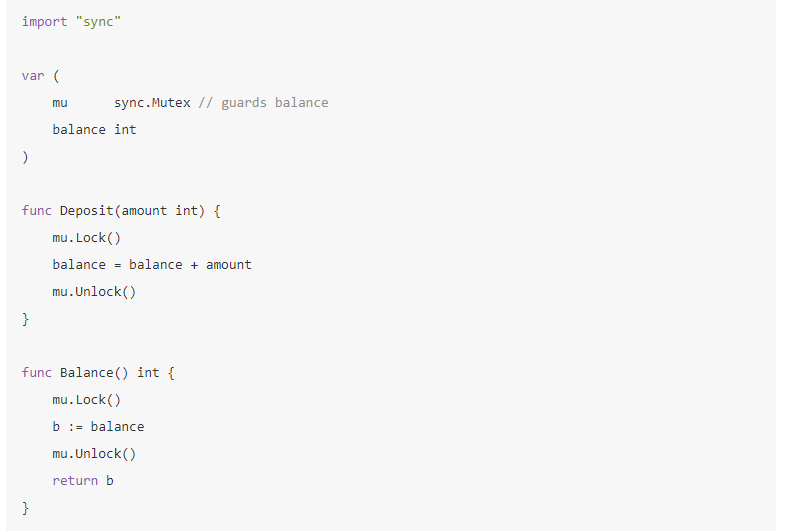 import "sync"
var (
    mu      sync.Mutex // guards balance
    balance int
)
func Deposit(amount int) {
    mu.Lock()
    balance = balance + amount
    mu.Unlock()
}
func Balance() int {
    mu.Lock()
    b := balance
    mu.Unlock()
    return b
}